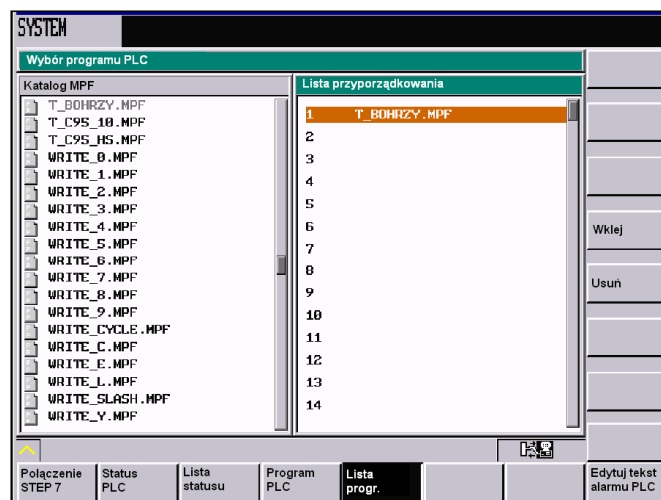 SYSTEM
Wybór programu PLC
Katalog MPF
T_BOHRZY.MPF
T_C95_10.MPF
T_C95_HS.MPF
WRITE_0.MPF
WRITE_1.MPF
WRITE_2.MPF
WRITE_3.MPF
WRITE_4.MPF
WRITE_5.MPF
WRITE_6.MPF
WRITE_7.MPF
WRITE_8.MPF
WRITE_9.MPF
WRITE_CYCLE.MPF
WRITE_C.MPF
WRITE_E.MPF
WRITE_L.MPF
WRITE_SLASH.MPF
WRITE_Y.MPF
Lista przyporządkowania
1 T_BOHRZY.MPF
2
3
4
5
6
7
8
9
10
11
12
13
14
Wklej
Usuń
Połączenie
STEP 7
Status
PLC
Lista
statusu
Program
PLC
Lista
progr.
Edytuj tekst
alarmu PLC